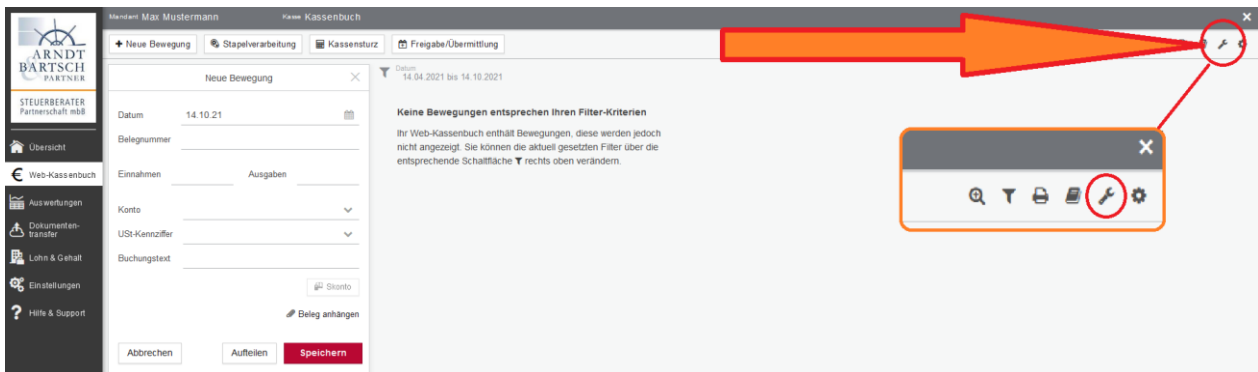 Mandant Max Mustermann Kasse Kassenbuch
ARNDT
BARTSCH
PARTNER
STEUERBERATER
Partnerschaft mbB
Übersicht
Web-Kassenbuch
Auswertungen
Dokumenten-
transfer
Lohn & Gehalt
Einstellungen
Hilfe & Support
Neue Bewegung
Stapelverarbeitung
Kassensturz
Freigabe/Übermittlung
Neue Bewegung
Datum 14.10.21
Belegnummer
Einnahmen Ausgaben
Konto
USt-Kennziffer
Buchungstext
Skonto
Beleg anhängen
Abbrechen Aufteilen Speichern
Datum
14.04.2021 bis 14.10.2021
Keine Bewegungen entsprechen Ihren Filter-Kriterien
Ihr Web-Kassenbuch enthält Bewegungen, diese werden jedoch
nicht angezeigt. Sie können die aktuell gesetzten Filter über die
entsprechende Schaltfläche rechts oben verändern.